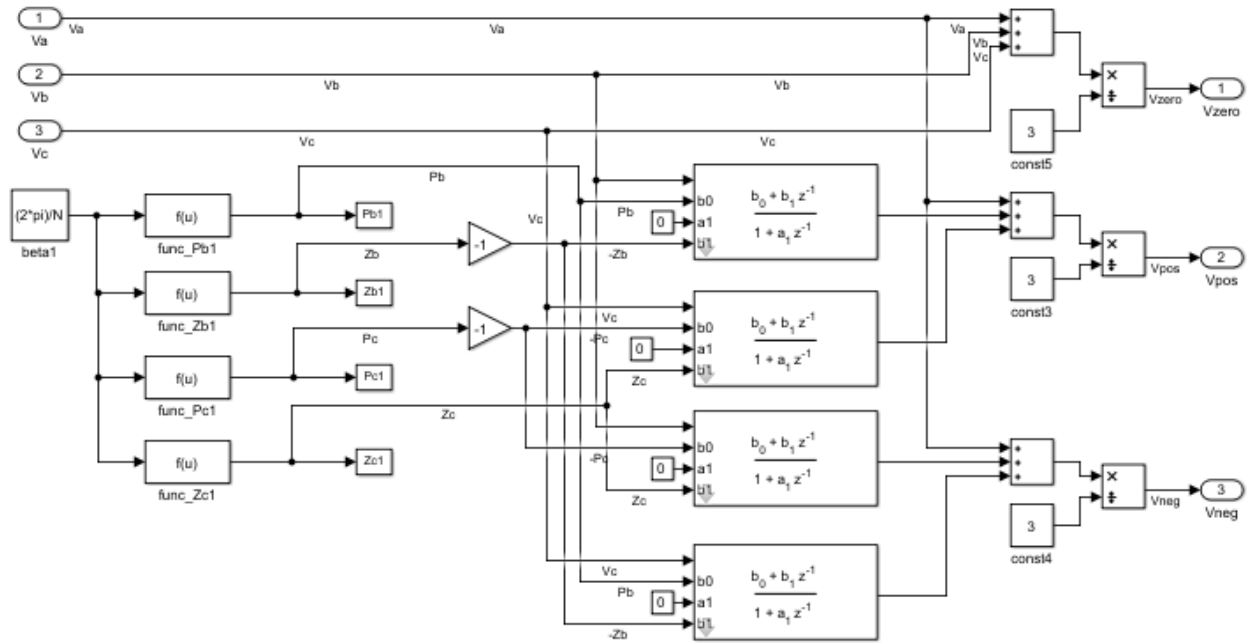 1
Va
Va
Va
Va
2
Vb
Vb
Vb
Vb
3
Vc
Vc
Vc
Vc
+
+
+
×
÷
Vzero
1
Vzero
3
const5
(2*pi)/N
beta1
f(u)
func_Pb1
Pb
Pb1
f(u)
func_Zb1
Zb
Zb1
-1
f(u)
func_Pc1
Pc
Pc1
-1
f(u)
func_Zc1
Zc
Zc1
Pb
0
-Zb
b0
a1
b1
b₀ + b₁ z⁻¹
1 + a₁ z⁻¹
+
+
+
×
÷
Vpos
2
Vpos
3
const3
Vc
Vc
-Pc
0
Zc
b0
a1
b1
b₀ + b₁ z⁻¹
1 + a₁ z⁻¹
-Pc
0
Zc
b0
a1
b1
b₀ + b₁ z⁻¹
1 + a₁ z⁻¹
+
+
+
×
÷
Vneg
3
Vneg
3
const4
Vc
Pb
0
-Zb
b0
a1
b1
b₀ + b₁ z⁻¹
1 + a₁ z⁻¹